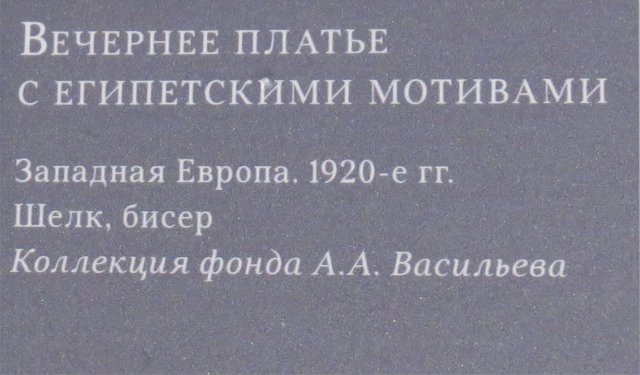 Вечернее платье
с египетскими мотивами
Западная Европа. 1920-е гг.
Шелк, бисер
Коллекция фонда А.А. Васильева